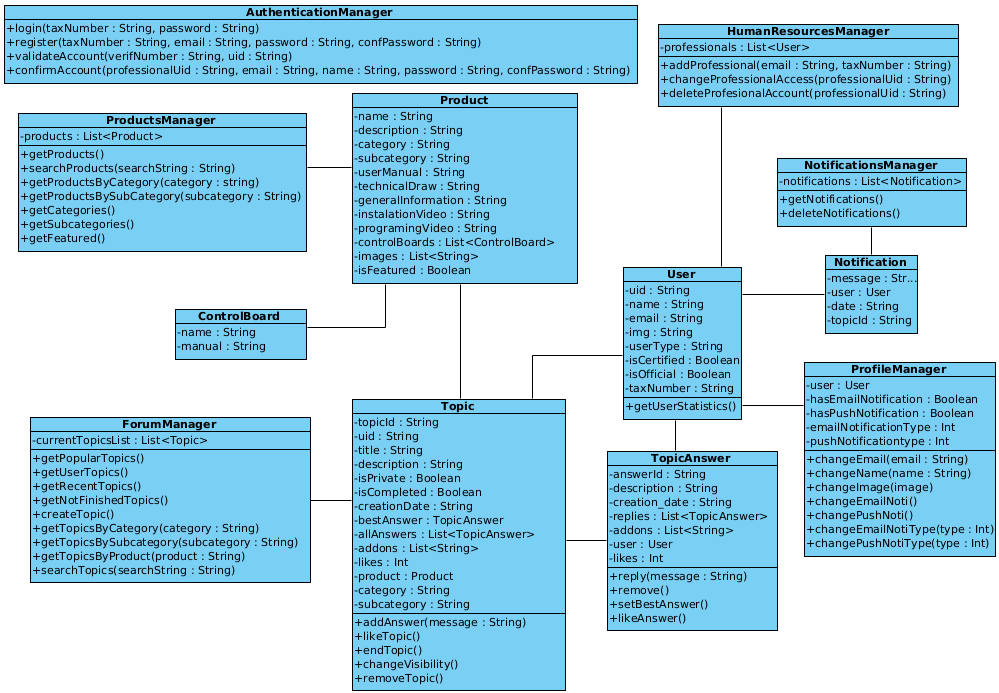 AuthenticationManager
+login(taxNumber : String, password : String)
+register(taxNumber : String, email : String, password : String, confPassword : String)
+validateAccount(verifNumber : String, uid : String)
+confirmAccount(professionalUid : String, email : String, name : String, password : String, confPassword : String)
HumanResourcesManager
-professionals : List<User>
+addProfessional(email : String, taxNumber : String)
+changeProfessionalAccess(professionalUid : String)
+deleteProfesionalAccount(professionalUid : String)
ProductsManager
-products : List<Product>
+getProducts()
+searchProducts(searchString : String)
+getProductsByCategory(category : string)
+getProductsBySubCategory(subcategory : String)
+getCategories()
+getSubcategories()
+getFeatured()
Product
-name : String
-description : String
-category : String
-subcategory : String
-userManual : String
-technicalDraw : String
-generalInformation : String
-instalationVideo : String
-programingVideo : String
-controlBoards : List<ControlBoard>
-images : List<String>
-isFeatured : Boolean
NotificationsManager
-notifications : List<Notification>
+getNotifications()
+deleteNotifications()
Notification
-message : Str...
-user : User
-date : String
-topicId : String
User
-uid : String
-name : String
-email : String
-img : String
-userType : String
-isCertified : Boolean
-isOfficial : Boolean
-taxNumber : String
+getUserStatistics()
ControlBoard
-name : String
-manual : String
ProfileManager
-user : User
-hasEmailNotification : Boolean
-hasPushNotification : Boolean
-emailNotificationType : Int
-pushNotificationtype : Int
+changeEmail(email : String)
+changeName(name : String)
+changeImage(image)
+changeEmailNoti()
+changePushNoti()
+changeEmailNotiType(type : Int)
+changePushNotiType(type : Int)
ForumManager
-currentTopicsList : List<Topic>
+getPopularTopics()
+getUserTopics()
+getRecentTopics()
+getNotFinishedTopics()
+createTopic()
+getTopicsByCategory(category : String)
+getTopicsBySubcategory(subcategory : String)
+getTopicsByProduct(product : String)
+searchTopics(searchString : String)
Topic
-topicId : String
-uid : String
-title : String
-description : String
-isPrivate : Boolean
-isCompleted : Boolean
-creationDate : String
-bestAnswer : TopicAnswer
-allAnswers : List<TopicAnswer>
-addons : List<String>
-likes : Int
-product : Product
-category : String
-subcategory : String
+addAnswer(message : String)
+likeTopic()
+endTopic()
+changeVisibility()
+removeTopic()
TopicAnswer
-answerId : String
-description : String
-creation_date : String
-replies : List<TopicAnswer>
-addons : List<String>
-user : User
-likes : Int
+reply(message : String)
+remove()
+setBestAnswer()
+likeAnswer()